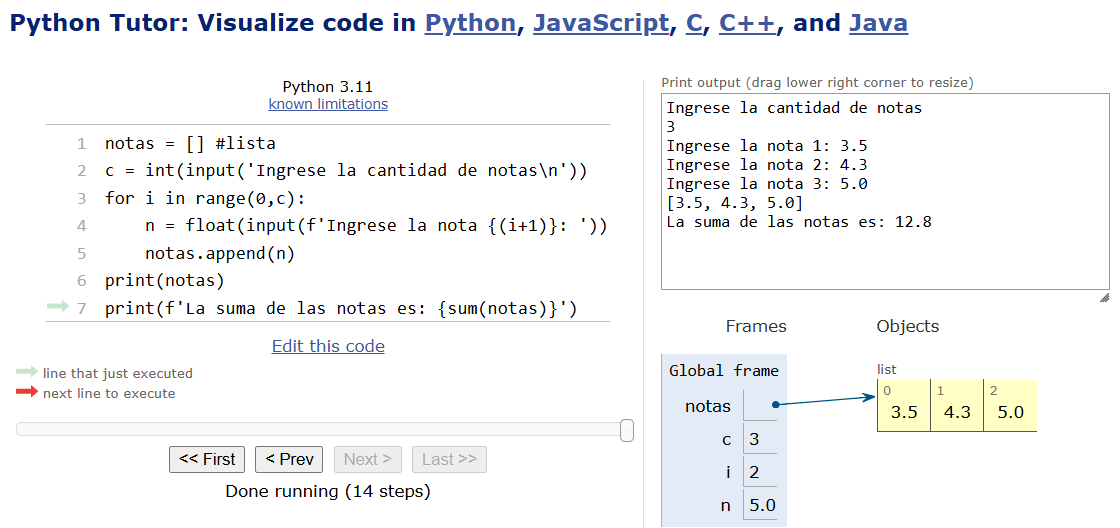 Python Tutor: Visualize code in Python, JavaScript, C, C++, and Java
Python 3.11
known limitations
1 notas = [] #lista
2 c = int(input('Ingrese la cantidad de notas\n'))
3 for i in range(0,c):
4     n = float(input(f'Ingrese la nota {(i+1)}: '))
5     notas.append(n)
6 print(notas)
7 print(f'La suma de las notas es: {sum(notas)}')
Edit this code
line that just executed
next line to execute
<< First < Prev Next > Last >>
Done running (14 steps)
Print output (drag lower right corner to resize)
Ingrese la cantidad de notas
3
Ingrese la nota 1: 3.5
Ingrese la nota 2: 4.3
Ingrese la nota 3: 5.0
[3.5, 4.3, 5.0]
La suma de las notas es: 12.8
Frames Objects
Global frame
notas
c 3
i 2
n 5.0
list
0 1 2
3.5 4.3 5.0